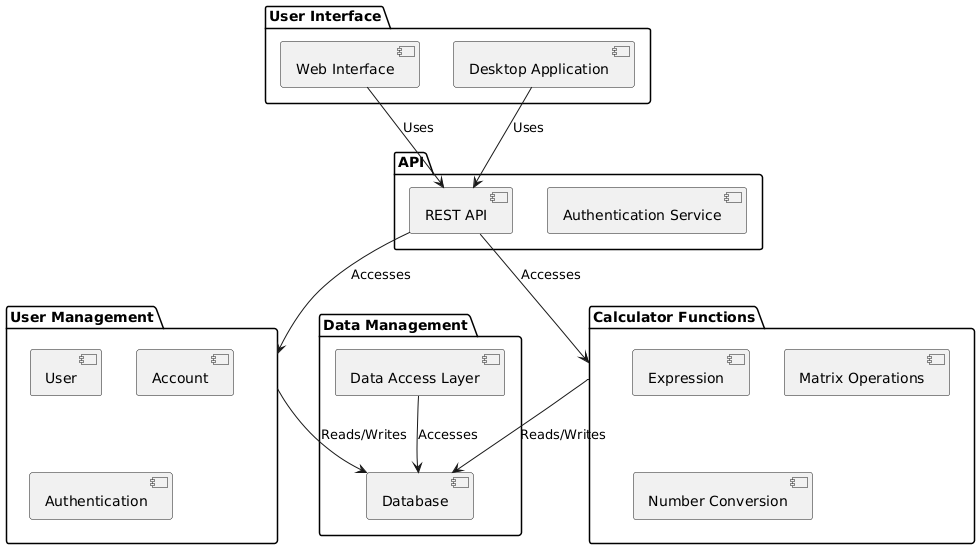 User Interface
Web Interface
Desktop Application
Uses
Uses
API
REST API
Authentication Service
Accesses
Accesses
User Management
User
Account
Authentication
Data Management
Data Access Layer
Reads/Writes
Accesses
Reads/Writes
Database
Calculator Functions
Expression
Matrix Operations
Number Conversion